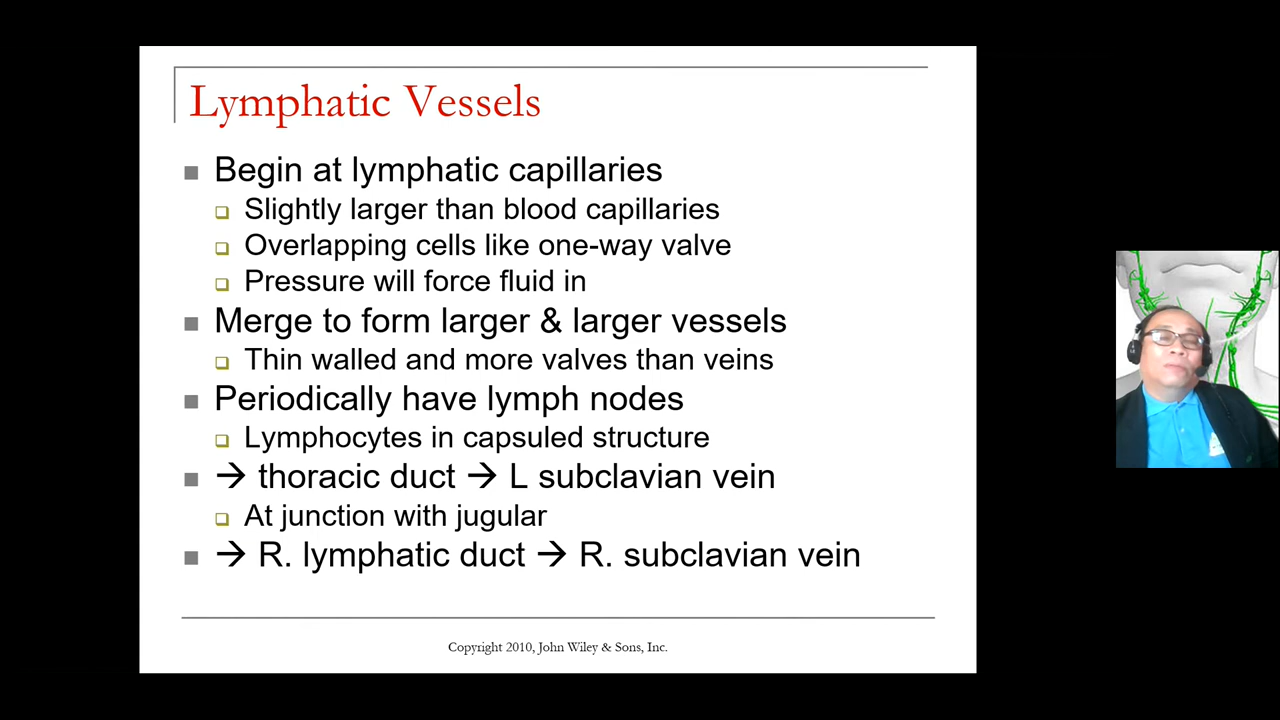 Lymphatic Vessels
Begin at lymphatic capillaries
Slightly larger than blood capillaries
Overlapping cells like one-way valve
Pressure will force fluid in
Merge to form larger & larger vessels
Thin walled and more valves than veins
Periodically have lymph nodes
Lymphocytes in capsuled structure
→ thoracic duct → L subclavian vein
At junction with jugular
→ R. lymphatic duct → R. subclavian vein
Copyright 2010, John Wiley & Sons, Inc.